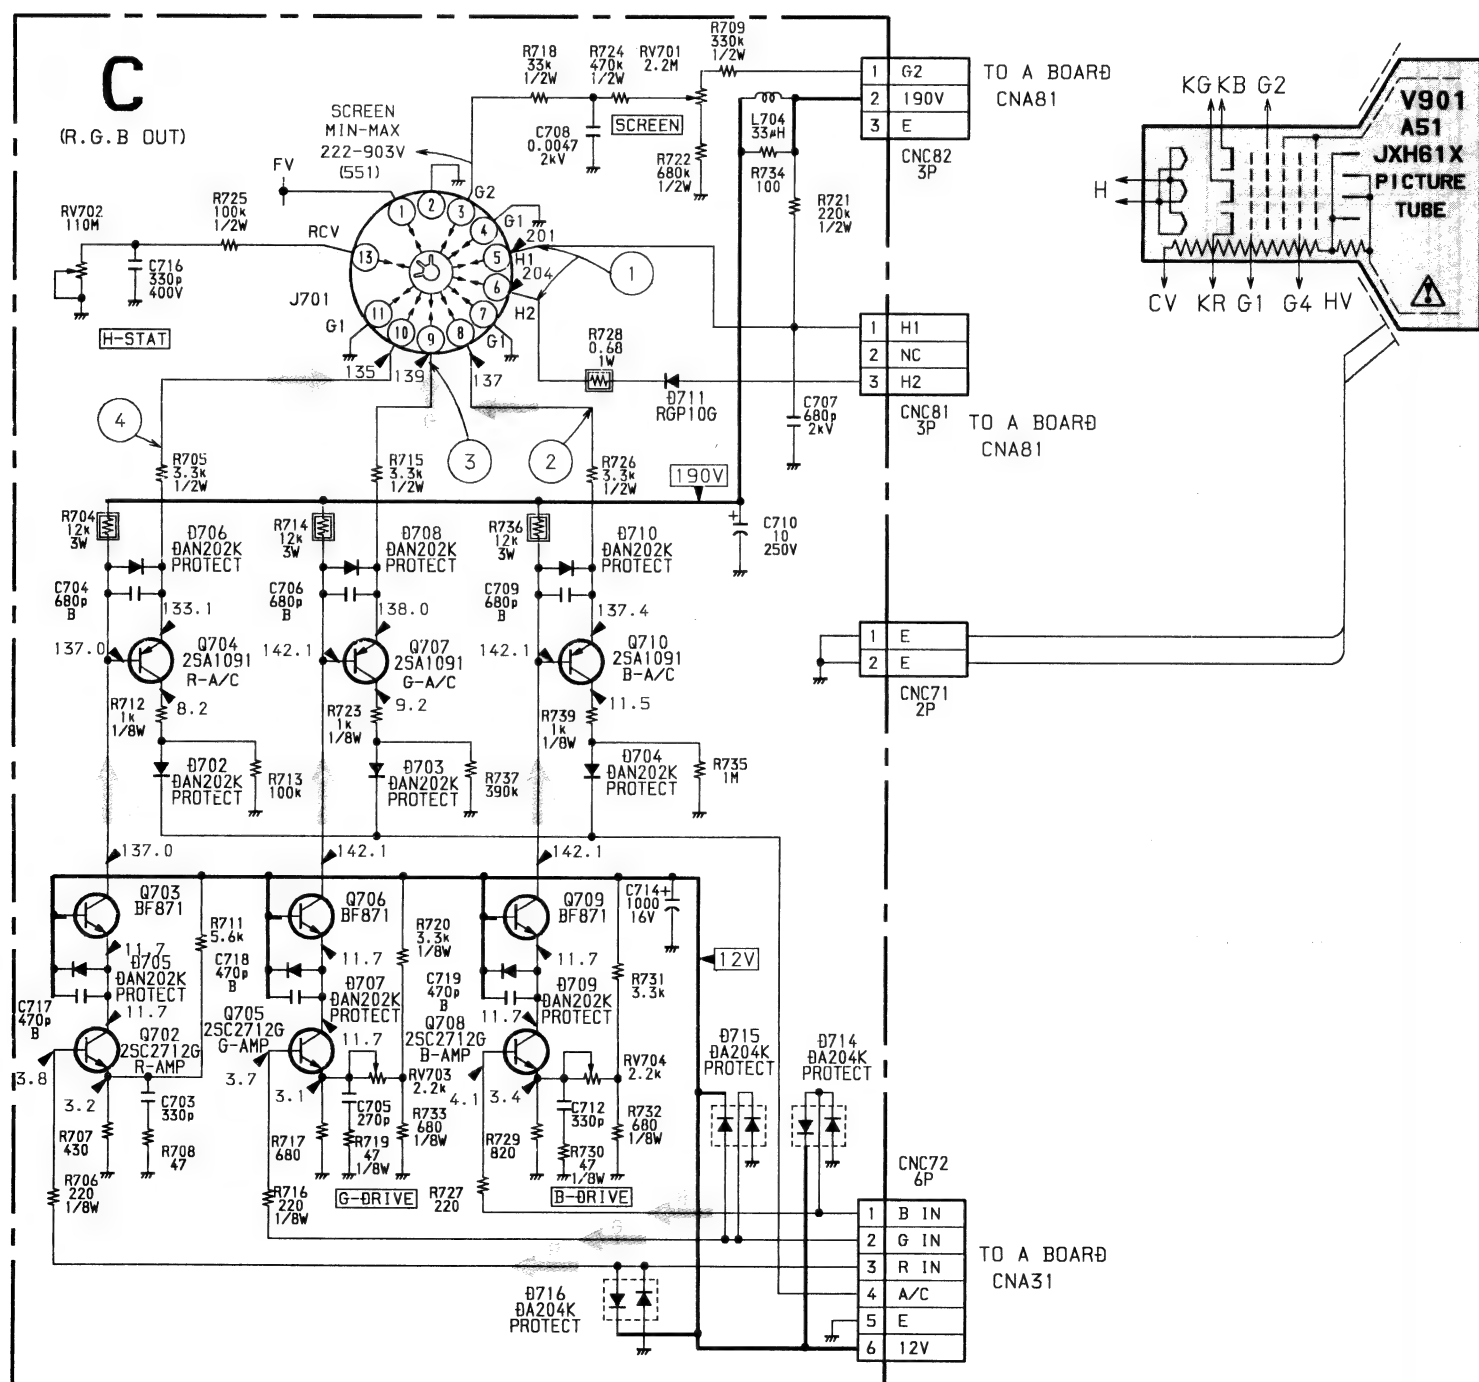 C
(R.G.B OUT)
SCREEN
MIN-MAX
222-903V
(551)
FV
R718
33k
1/2W
R724
470k
1/2W
RV701
2.2M
R709
330k
1/2W
C708
0.0047
2kV
SCREEN
R722
680k
1/2W
L704
33μH
R734
100
R721
220k
1/2W
1 G2
2 190V
3 E
CNC82
3P
TO A BOARD
CNA81
KG KB G2
H
CV KR G1 G4 HV
V901
A51
JXH61X
PICTURE
TUBE
RV702
110M
R725
100k
1/2W
RCV
C716
330p
400V
H-STAT
J701
G1
G2
G1
201
H1
204
H2
G1
1
2
3
4
5
6
7
8
9
10
11
13
1
135
139
137
R728
0.68
1W
D711
RGP10G
C707
680p
2kV
1 H1
2 NC
3 H2
CNC81
3P
TO A BOARD
CNA81
4
3
2
R705
3.3k
1/2W
R715
3.3k
1/2W
R726
3.3k
1/2W
190V
R704
12k
3W
D706
DAN202K
PROTECT
R714
12k
3W
D708
DAN202K
PROTECT
R736
12k
3W
D710
DAN202K
PROTECT
C710
10
250V
C704
680p
B
133.1
C706
680p
B
138.0
C709
680p
B
137.4
137.0
Q704
2SA1091
R-A/C
142.1
Q707
2SA1091
G-A/C
142.1
Q710
2SA1091
B-A/C
1 E
2 E
CNC71
2P
R712
1k
1/8W
8.2
R723
1k
1/8W
9.2
R739
1k
1/8W
11.5
D702
DAN202K
PROTECT
R713
100k
D703
DAN202K
PROTECT
R737
390k
D704
DAN202K
PROTECT
R735
1M
137.0
142.1
142.1
Q703
BF871
R711
5.6k
Q706
BF871
R720
3.3k
1/8W
Q709
BF871
C714
1000
16V
12V
11.7
D705
DAN202K
PROTECT
C718
470p
B
11.7
D707
DAN202K
PROTECT
C719
470p
B
11.7
D709
DAN202K
PROTECT
R731
3.3k
C717
470p
B
11.7
Q702
2SC2712G
R-AMP
Q705
2SC2712G
G-AMP
11.7
Q708
2SC2712G
B-AMP
11.7
RV703
2.2k
RV704
2.2k
D715
DA204K
PROTECT
D714
DA204K
PROTECT
3.8
3.2
3.7
3.1
4.1
3.4
C703
330p
R707
430
R708
47
R706
220
1/8W
C705
270p
R717
680
R719
47
1/8W
R733
680
1/8W
R716
220
1/8W
G-DRIVE
C712
330p
R729
820
R730
47
1/8W
R732
680
1/8W
R727
220
B-DRIVE
D716
DA204K
PROTECT
CNC72
6P
1 B IN
2 G IN
3 R IN
4 A/C
5 E
6 12V
TO A BOARD
CNA31